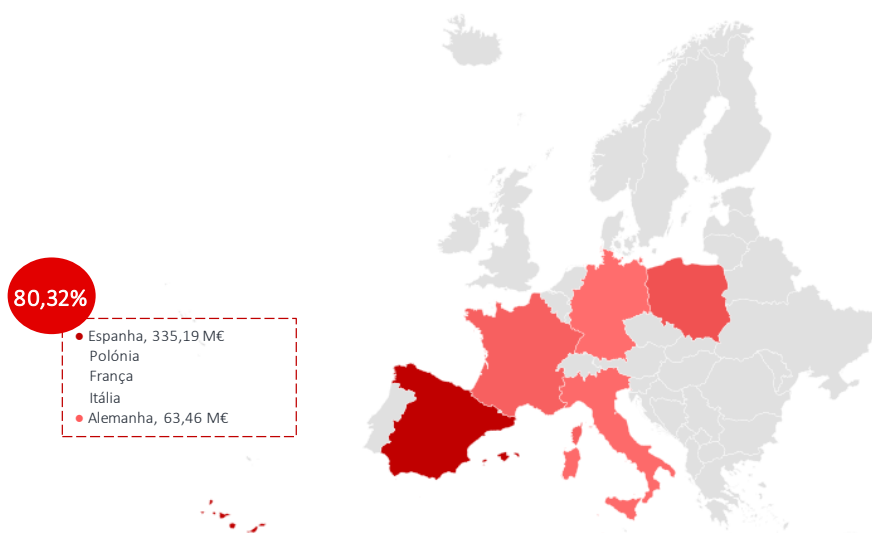 80,32%
Espanha, 335,19 M€
Polónia
França
Itália
Alemanha, 63,46 M€